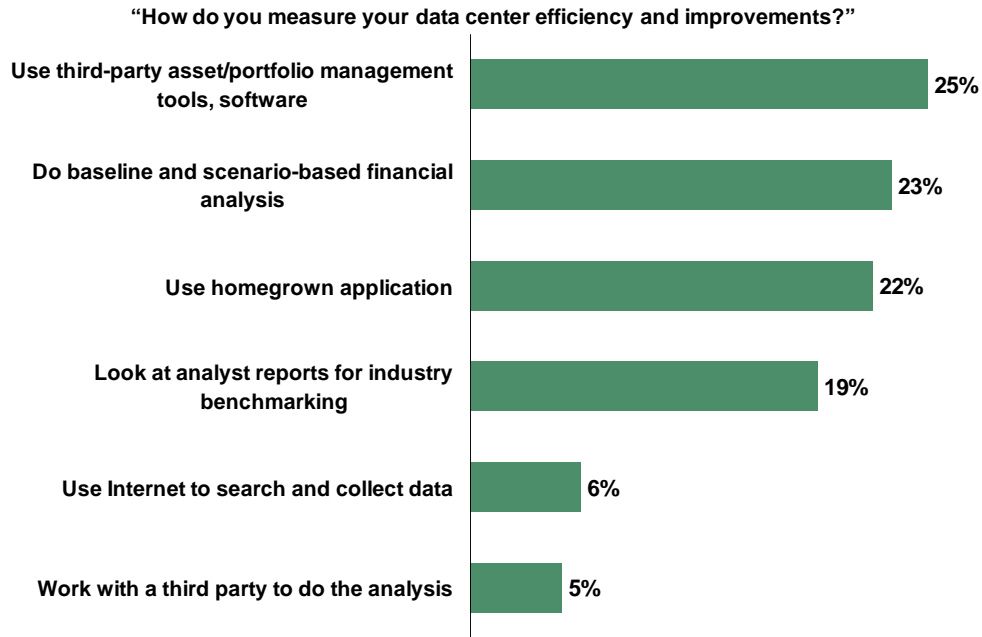 “How do you measure your data center efficiency and improvements?”
Use third-party asset/portfolio management
tools, software
25%
Do baseline and scenario-based financial
analysis
23%
Use homegrown application
22%
Look at analyst reports for industry
benchmarking
19%
Use Internet to search and collect data
6%
Work with a third party to do the analysis
5%